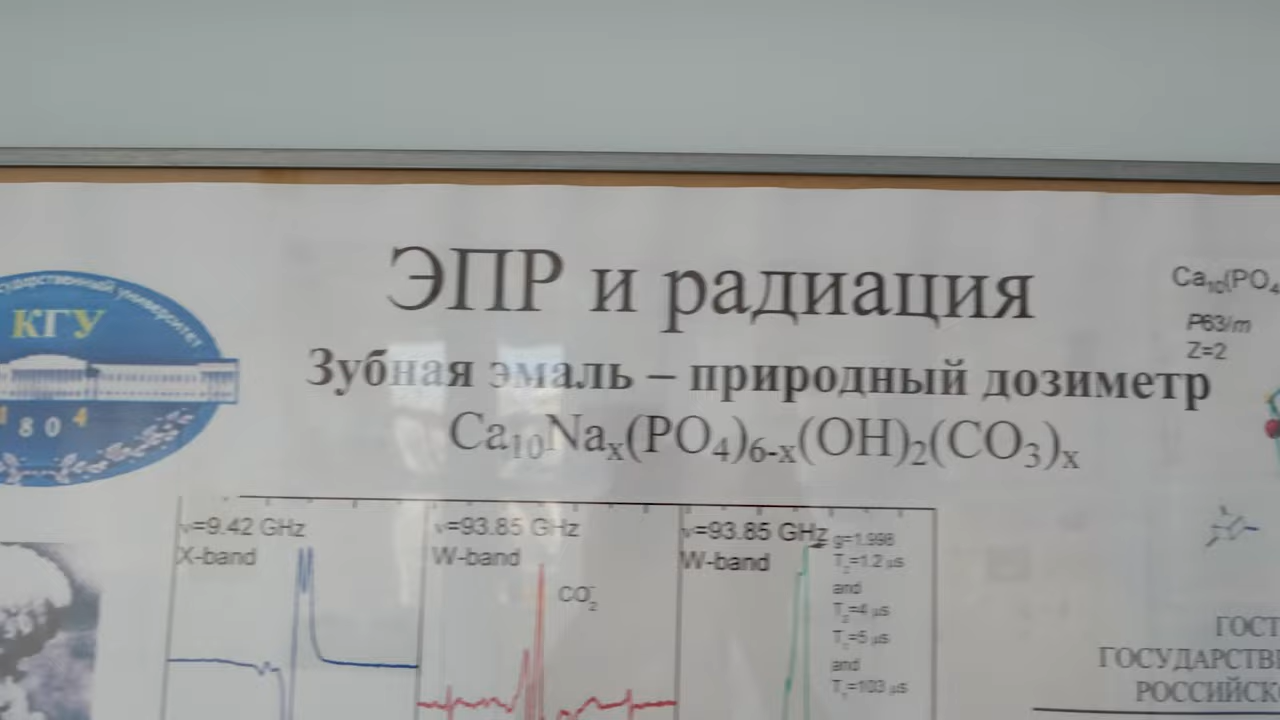 ЭПР и радиация
Зубная эмаль – природный дозиметр
Ca₁₀Naₓ(PO₄)₆₋ₓ(OH)₂(CO₃)ₓ
университет
КГУ
1804
Ca₁₀(PO₄
P63/m
Z=2
ν=9.42 GHz
X-band
ν=93.85 GHz
W-band
CO₂⁻
ν=93.85 GHz
W-band
g=1.998
T₂=1.2 μs
and
T₂=4 μs
T₁=5 μs
and
T₁=103 μs
ГОСТ
ГОСУДАРСТВЕ
РОССИЙСК